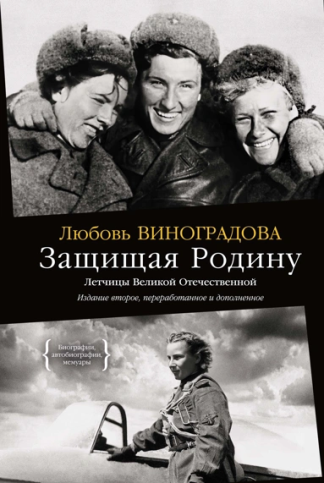 Любовь ВИНОГРАДОВА
Защищая Родину
Летчицы Великой Отечественной
Издание второе, переработанное и дополненное
Биографии,
автобиографии,
мемуары